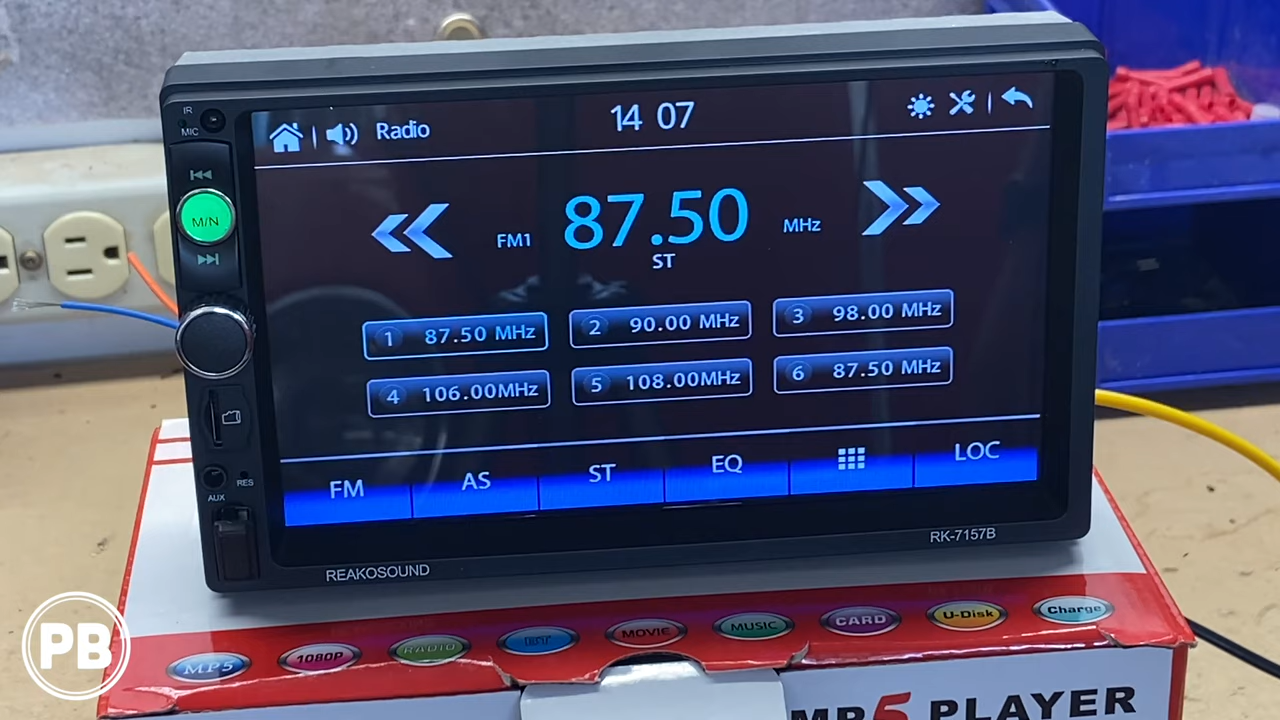 IR
MIC
M/N
AUX
RES
Radio
14 07
FM1
87.50
MHz
ST
1 87.50 MHz
2 90.00 MHz
3 98.00 MHz
4 106.00MHz
5 108.00MHz
6 87.50 MHz
FM
AS
ST
EQ
LOC
REAKOSOUND
RK-7157B
MP5
1080P
RADIO
BT
MOVIE
MUSIC
CARD
U-Disk
Charge
MP5 PLAYER
PB